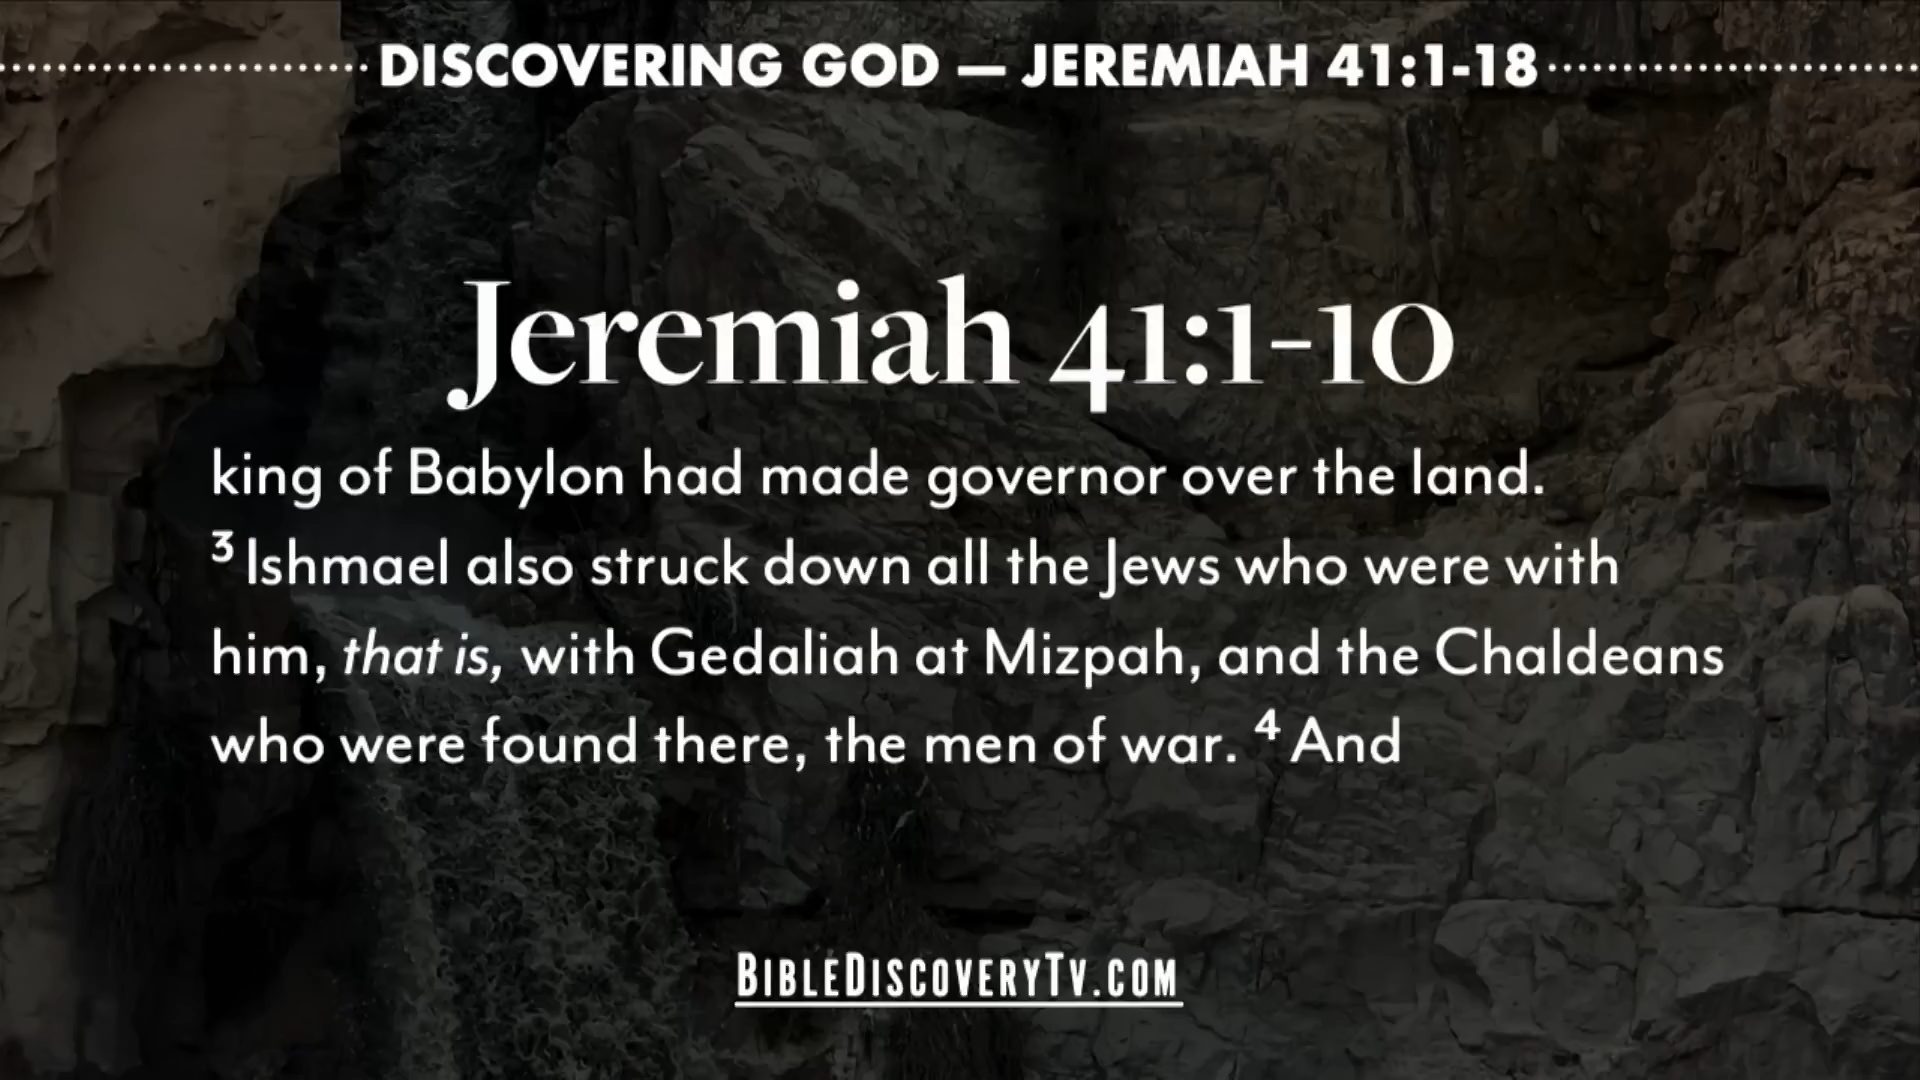 DISCOVERING GOD — JEREMIAH 41:1-18
Jeremiah 41:1-10
king of Babylon had made governor over the land.
³ Ishmael also struck down all the Jews who were with
him, that is, with Gedaliah at Mizpah, and the Chaldeans
who were found there, the men of war. ⁴ And
BIBLEDISCOVERYTV.COM